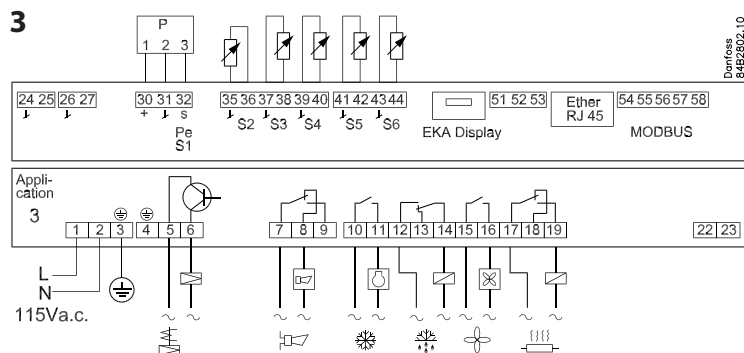 3
P
1 2 3
Danfoss
84B2802.10
24 25 26 27 30 31 32 35 36 37 38 39 40 41 42 43 44 51 52 53 Ether 54 55 56 57 58
RJ 45
+ s
S2 S3 S4 S5 S6
Pe
S1
EKA Display
MODBUS
Appli-
cation
3
1 2 3 4 5 6 7 8 9 10 11 12 13 14 15 16 17 18 19 22 23
L
N
115Va.c.